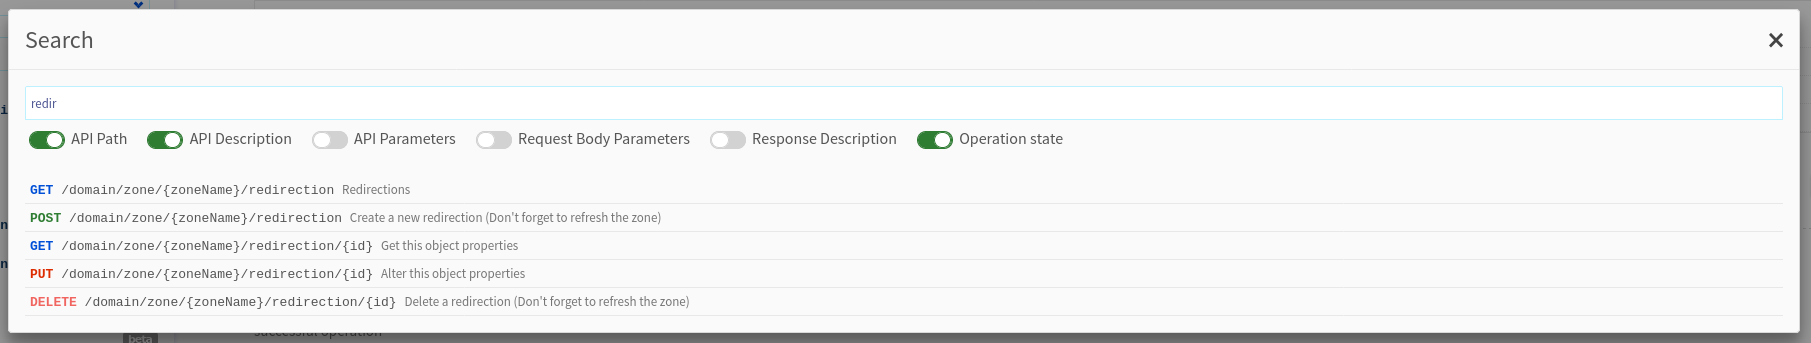 Search
redir
API Path API Description API Parameters Request Body Parameters Response Description Operation state
GET /domain/zone/{zoneName}/redirection Redirections
POST /domain/zone/{zoneName}/redirection Create a new redirection (Don't forget to refresh the zone)
GET /domain/zone/{zoneName}/redirection/{id} Get this object properties
PUT /domain/zone/{zoneName}/redirection/{id} Alter this object properties
DELETE /domain/zone/{zoneName}/redirection/{id} Delete a redirection (Don't forget to refresh the zone)
beta successful operation